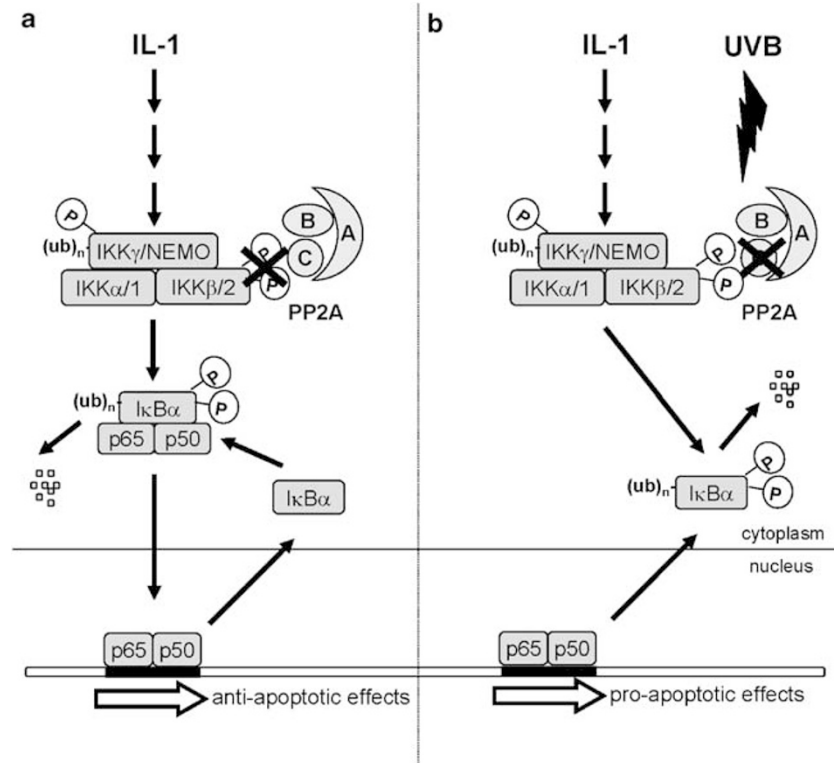 a
IL-1
P
(ub)n
IKKγ/NEMO
IKKα/1
IKKβ/2
P
P
B
C
A
PP2A
(ub)n
IκBα
P
P
p65
p50
IκBα
p65
p50
anti-apoptotic effects
b
IL-1
UVB
P
(ub)n
IKKγ/NEMO
IKKα/1
IKKβ/2
P
P
B
A
PP2A
(ub)n
IκBα
P
P
cytoplasm
nucleus
p65
p50
pro-apoptotic effects